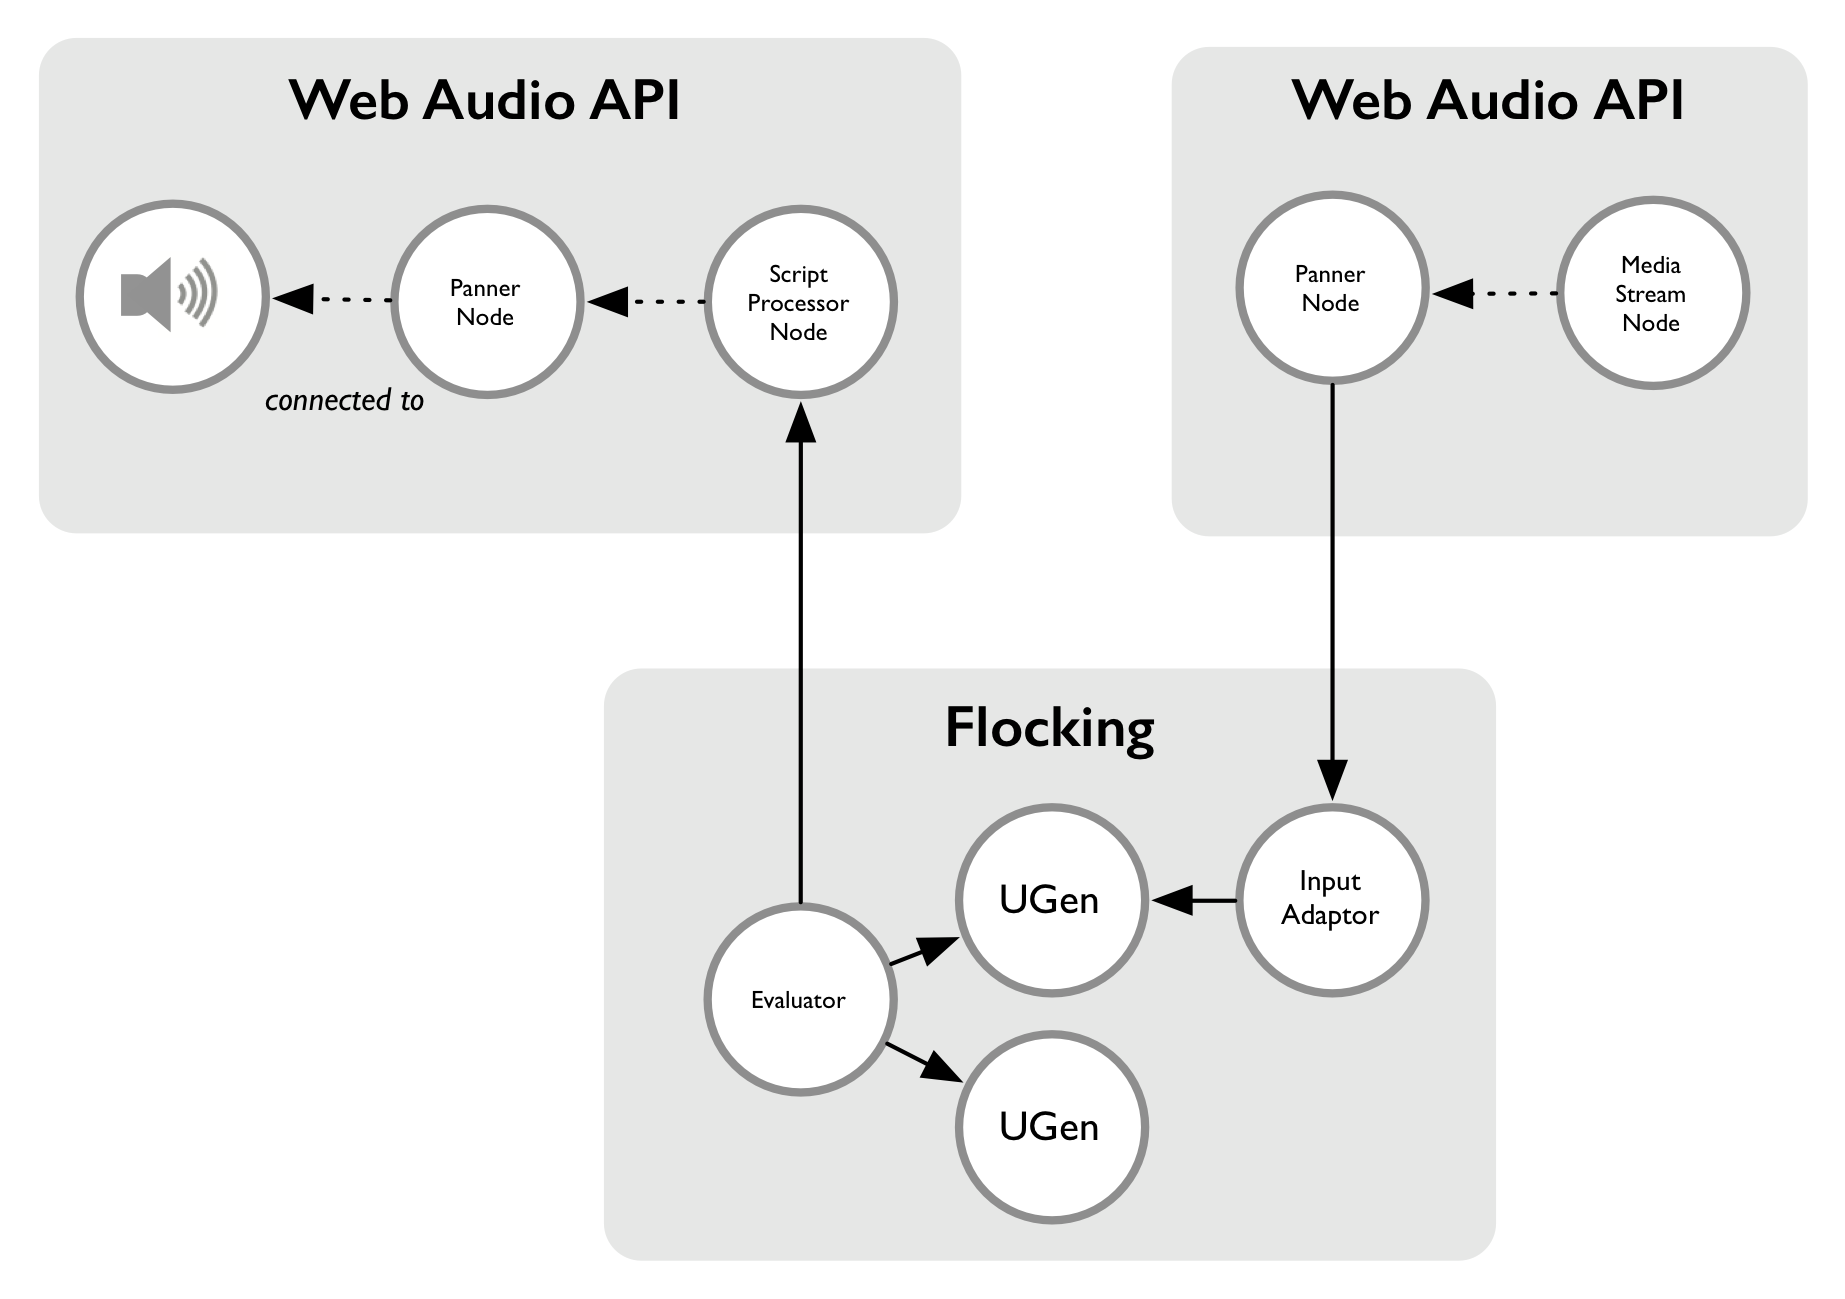 Web Audio API
Panner
Node
Script
Processor
Node
connected to
Web Audio API
Panner
Node
Media
Stream
Node
Flocking
UGen
Input
Adaptor
Evaluator
UGen